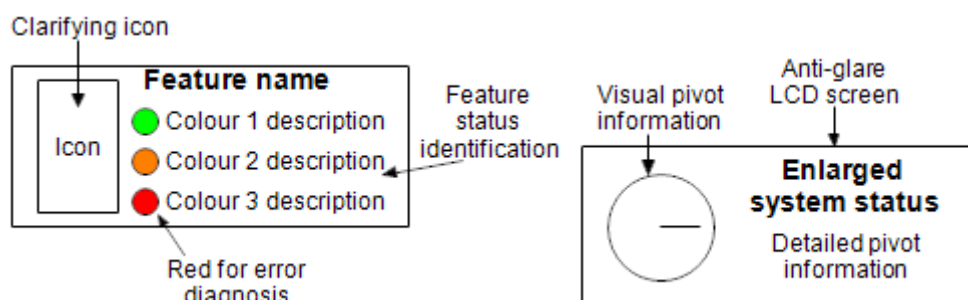 Clarifying icon
Feature name
Icon
Colour 1 description
Colour 2 description
Colour 3 description
Feature
status
identification
Red for error
diagnosis
Visual pivot
information
Anti-glare
LCD screen
Enlarged
system status
Detailed pivot
information